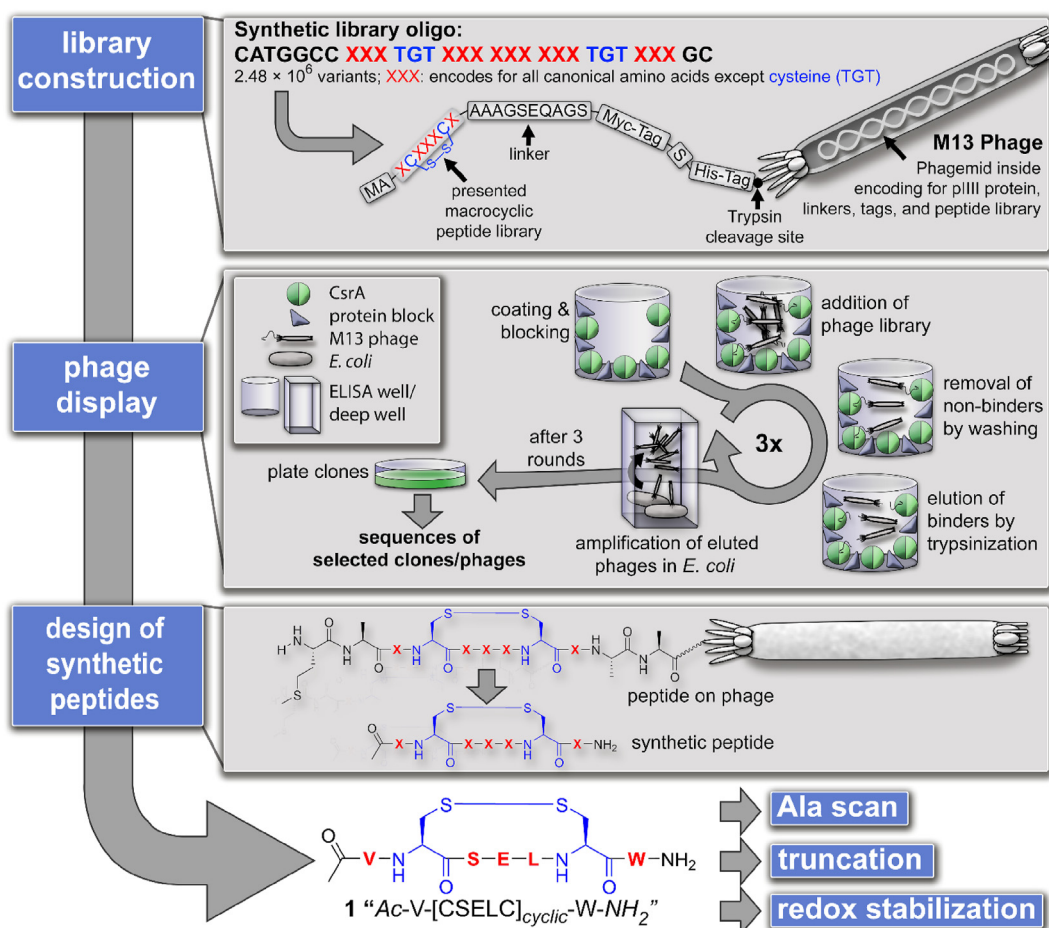 library
construction
Synthetic library oligo:
CATGGCC XXX TGT XXX XXX XXX TGT XXX GC
2.48 × 10⁶ variants; XXX: encodes for all canonical amino acids except cysteine (TGT)
MA
XCXXXCX
S-S
AAAGSEQAGS
Myc-Tag
S
His-Tag
linker
presented
macrocyclic
peptide library
Trypsin
cleavage site
M13 Phage
Phagemid inside
encoding for pIII protein,
linkers, tags, and peptide library
phage
display
CsrA
protein block
M13 phage
E. coli
ELISA well/
deep well
coating &
blocking
addition of
phage library
removal of
non-binders
by washing
3x
elution of
binders by
trypsinization
amplification of eluted
phages in E. coli
after 3
rounds
plate clones
sequences of
selected clones/phages
design of
synthetic
peptides
S S
H N H O N H O X N H O X X X N H O X N H O N H O
S
peptide on phage
S S
O X N H O X X X N H O X NH₂
synthetic peptide
S S
O V N H O S E L N H O W NH₂
1 "Ac-V-[CSELC]cyclic-W-NH₂"
Ala scan
truncation
redox stabilization